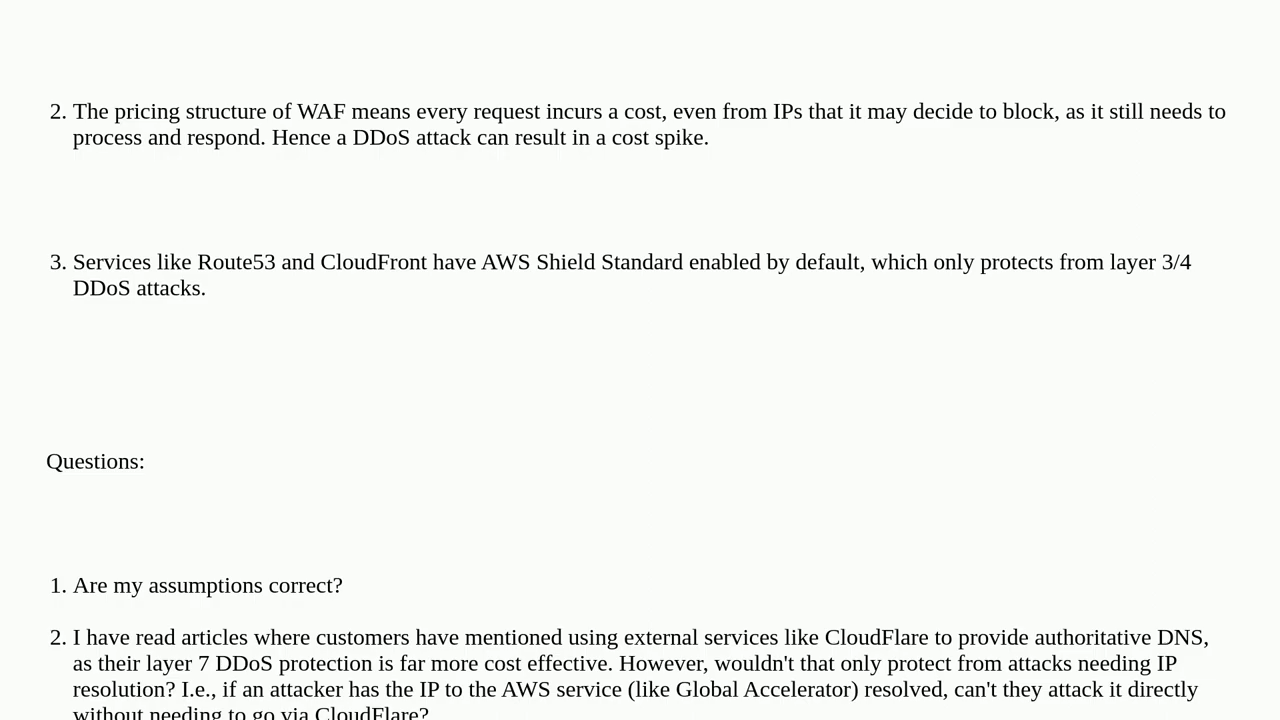 2. The pricing structure of WAF means every request incurs a cost, even from IPs that it may decide to block, as it still needs to
process and respond. Hence a DDoS attack can result in a cost spike.
3. Services like Route53 and CloudFront have AWS Shield Standard enabled by default, which only protects from layer 3/4
DDoS attacks.
Questions:
1. Are my assumptions correct?
2. I have read articles where customers have mentioned using external services like CloudFlare to provide authoritative DNS,
as their layer 7 DDoS protection is far more cost effective. However, wouldn't that only protect from attacks needing IP
resolution? I.e., if an attacker has the IP to the AWS service (like Global Accelerator) resolved, can't they attack it directly
without needing to go via CloudFlare?